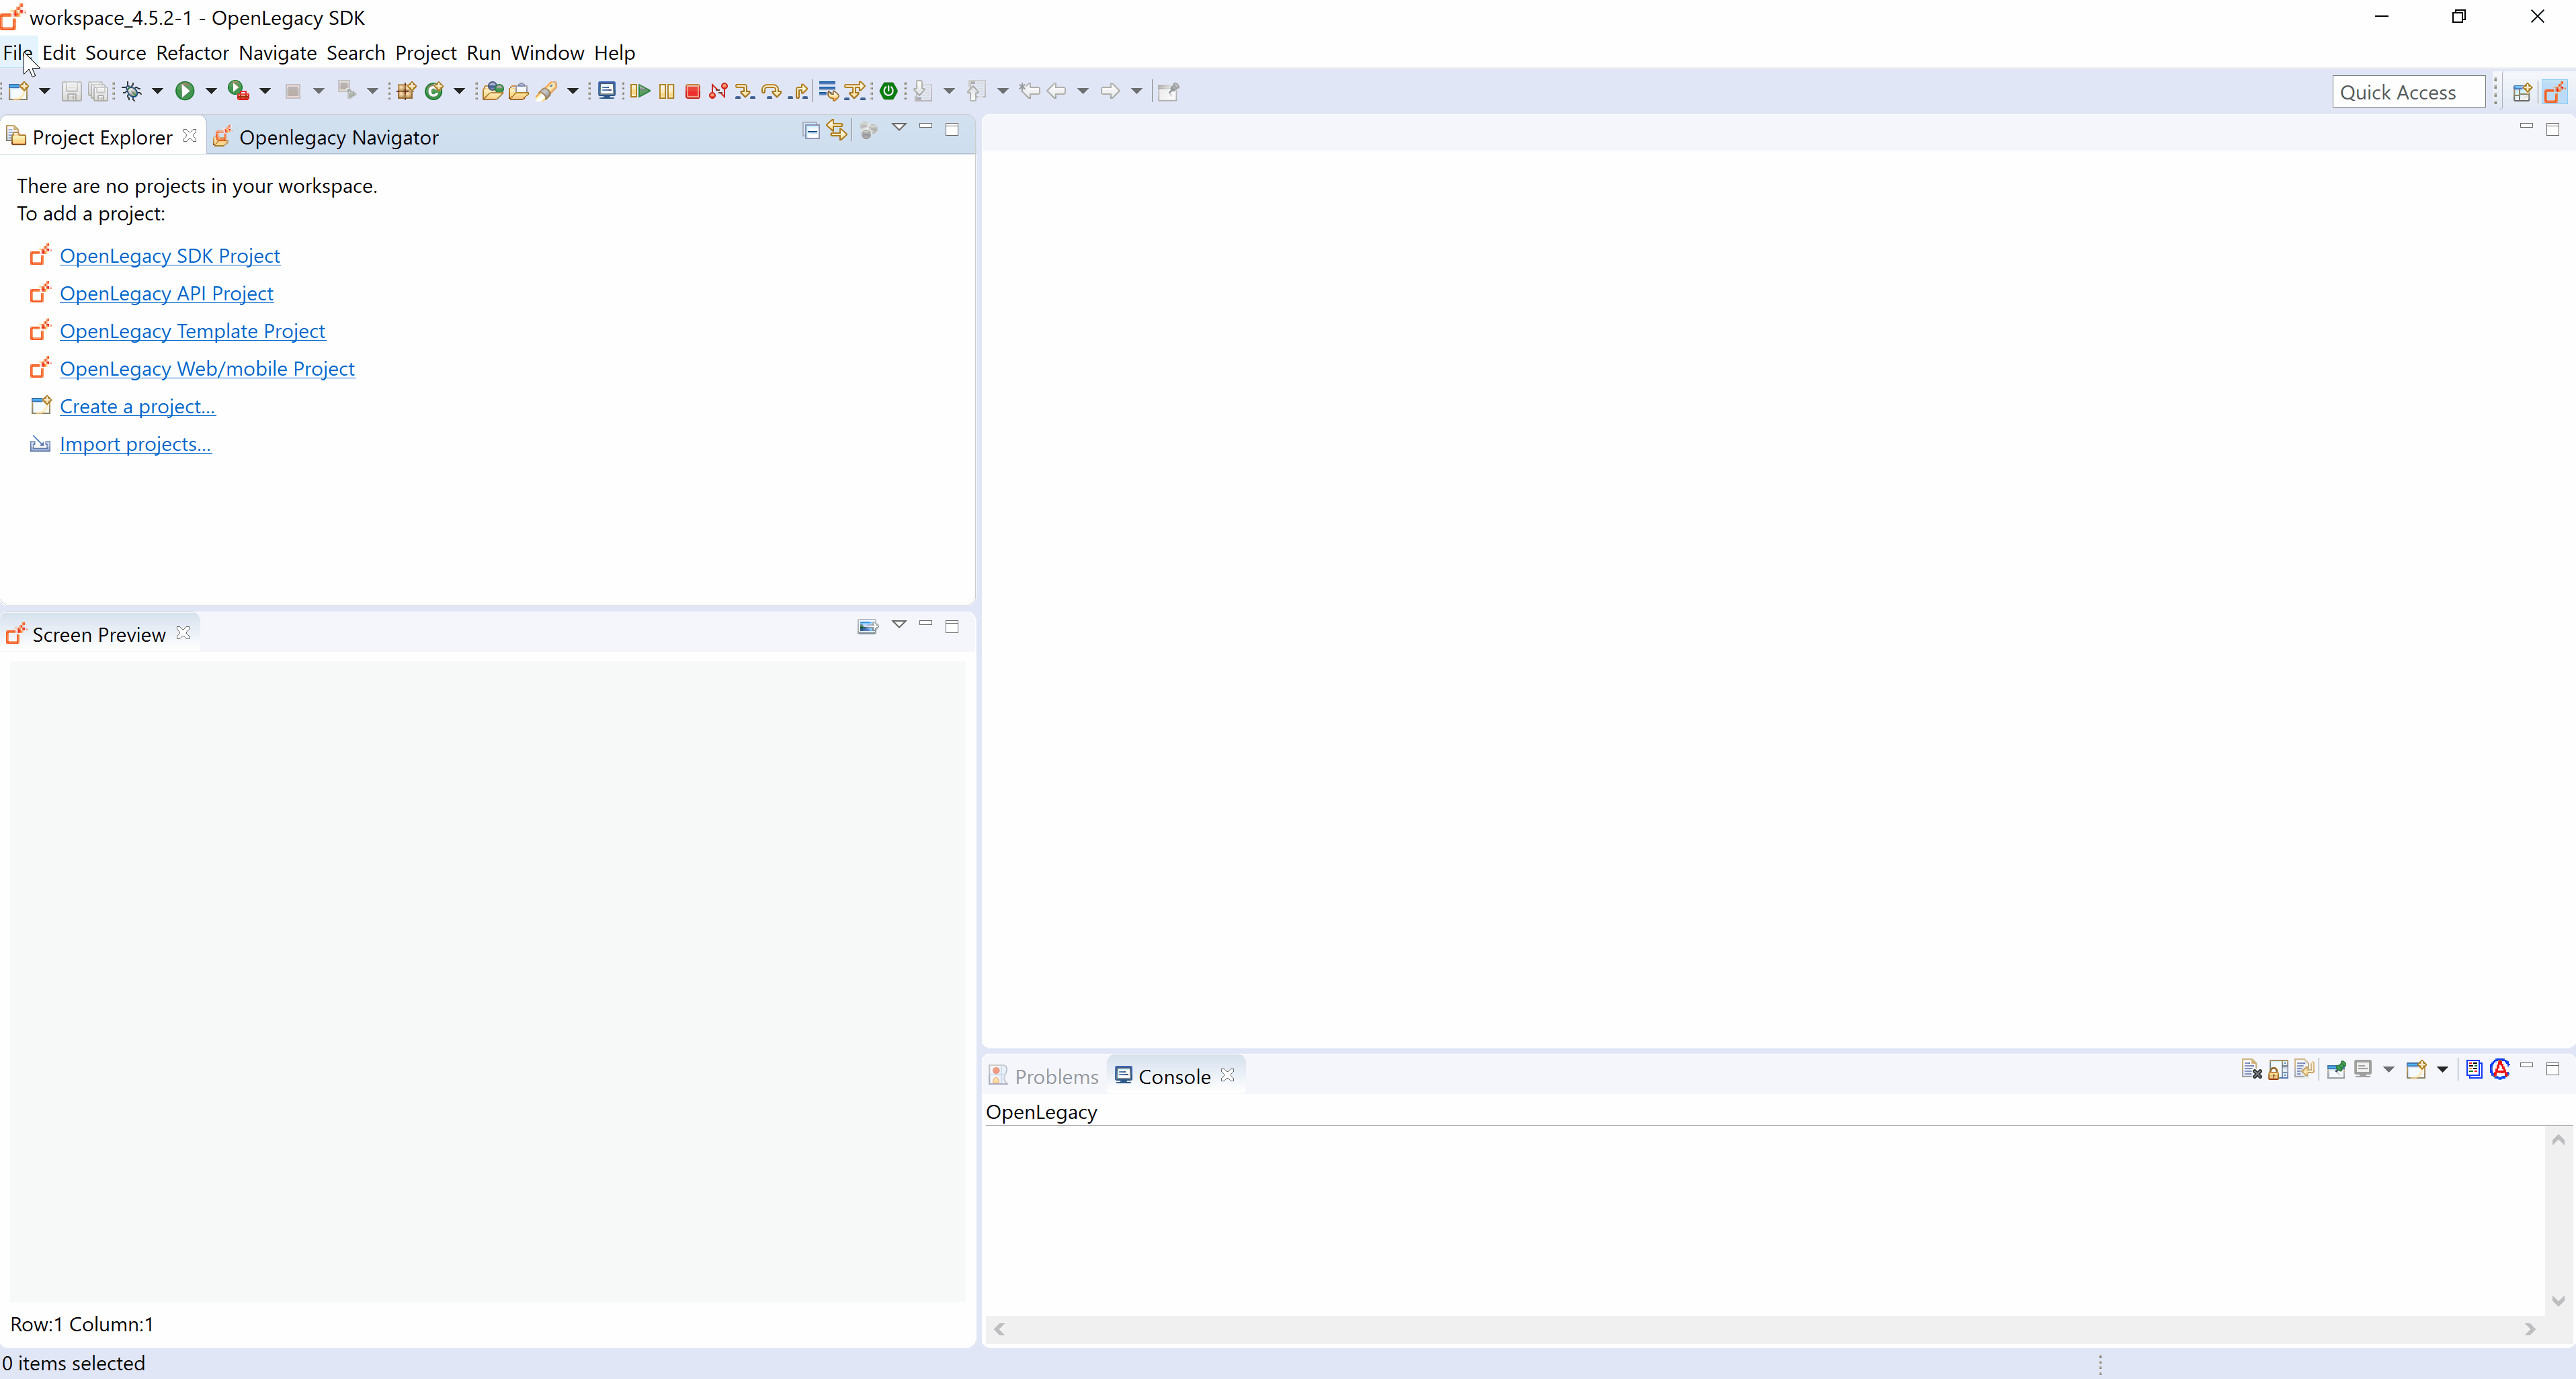 workspace_4.5.2-1 - OpenLegacy SDK
File Edit Source Refactor Navigate Search Project Run Window Help
Quick Access
Project Explorer Openlegacy Navigator
There are no projects in your workspace.
To add a project:
OpenLegacy SDK Project
OpenLegacy API Project
OpenLegacy Template Project
OpenLegacy Web/mobile Project
Create a project...
Import projects...
Screen Preview
Row:1 Column:1
Problems Console
OpenLegacy
0 items selected